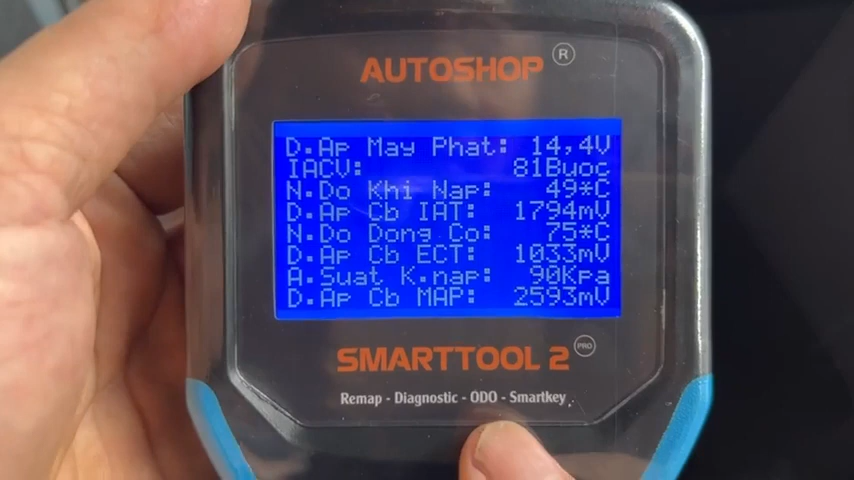 AUTOSHOP ®
D.Ap May Phat: 14,4V
IACV: 81Buoc
N.Do Khi Nap: 49*C
D.Ap Cb IAT: 1794mV
N.Do Dong Co: 75*C
D.Ap Cb ECT: 1033mV
A.Suat K.nap: 90Kpa
D.Ap Cb MAP: 2593mV
SMARTTOOL 2 PRO
Remap - Diagnostic - ODO - Smartkey